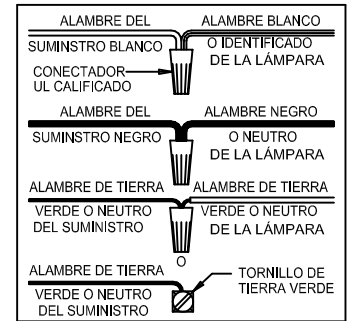 ALAMBRE DEL ALAMBRE BLANCO
SUMINSTRO BLANCO O IDENTIFICADO
DE LA LÁMPARA
CONECTADOR
UL CALIFICADO
ALAMBRE DEL ALAMBRE NEGRO
SUMINSTRO NEGRO O NEUTRO
DE LA LÁMPARA
ALAMBRE DE TIERRA ALAMBRE DE TIERRA
VERDE O NEUTRO VERDE O NEUTRO
DEL SUMINISTRO DE LA LÁMPARA
O
ALAMBRE DE TIERRA TORNILLO DE
TIERRA VERDE
VERDE O NEUTRO
DEL SUMINISTRO